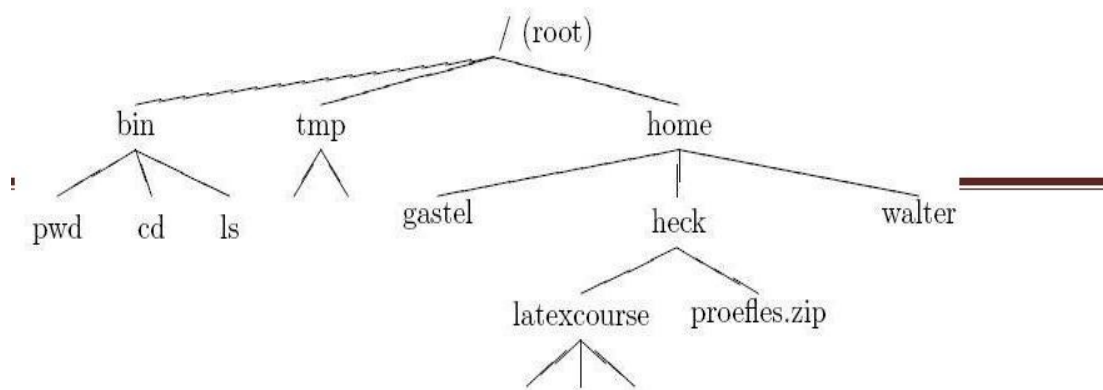 / (root)
bin tmp home
pwd cd ls gastel heck walter
latexcourse proefles.zip